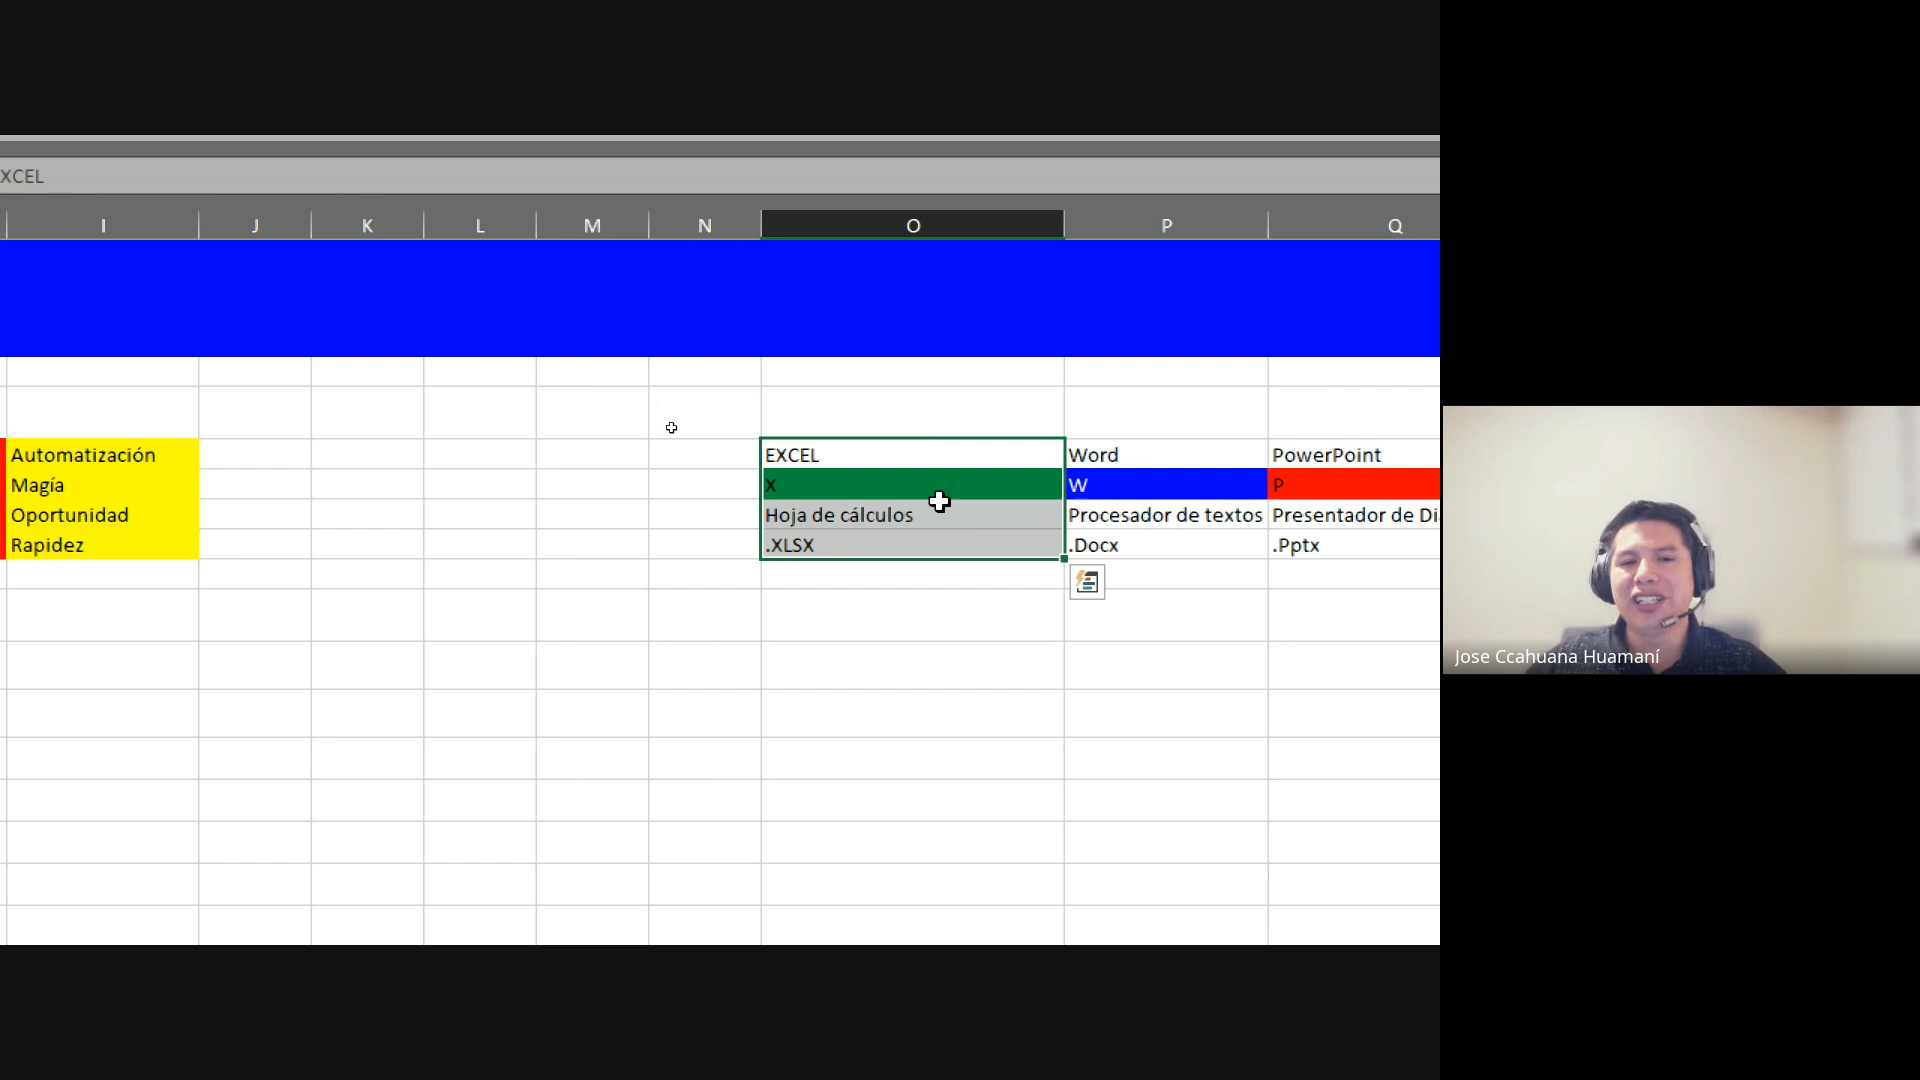 XCEL
I J K L M N O P Q
Automatización EXCEL Word PowerPoint
Magía X W P
Oportunidad Hoja de cálculos Procesador de textos Presentador de Di
Rapidez .XLSX .Docx .Pptx
Jose Ccahuana Huamaní